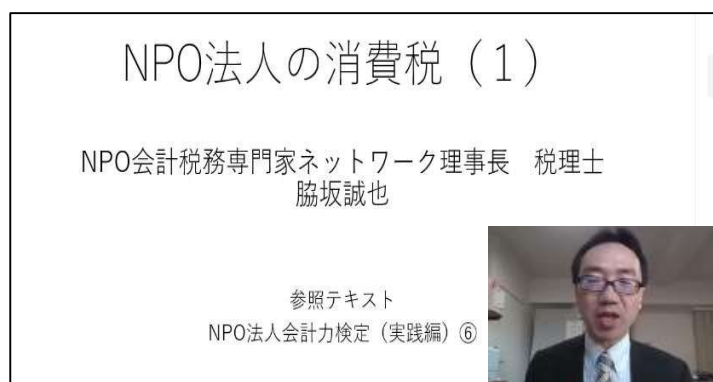 NPO法人の消費税（１）
NPO会計税務専門家ネットワーク理事長　税理士
脇坂誠也
参照テキスト
NPO法人会計力検定（実践編）⑥